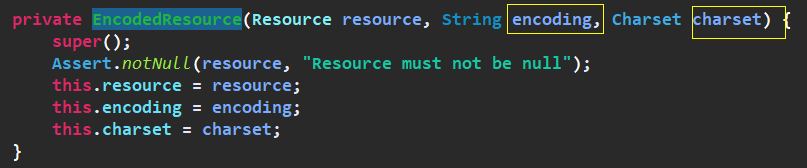 private EncodedResource(Resource resource, String encoding, Charset charset) {
super();
Assert.notNull(resource, "Resource must not be null");
this.resource = resource;
this.encoding = encoding;
this.charset = charset;
}